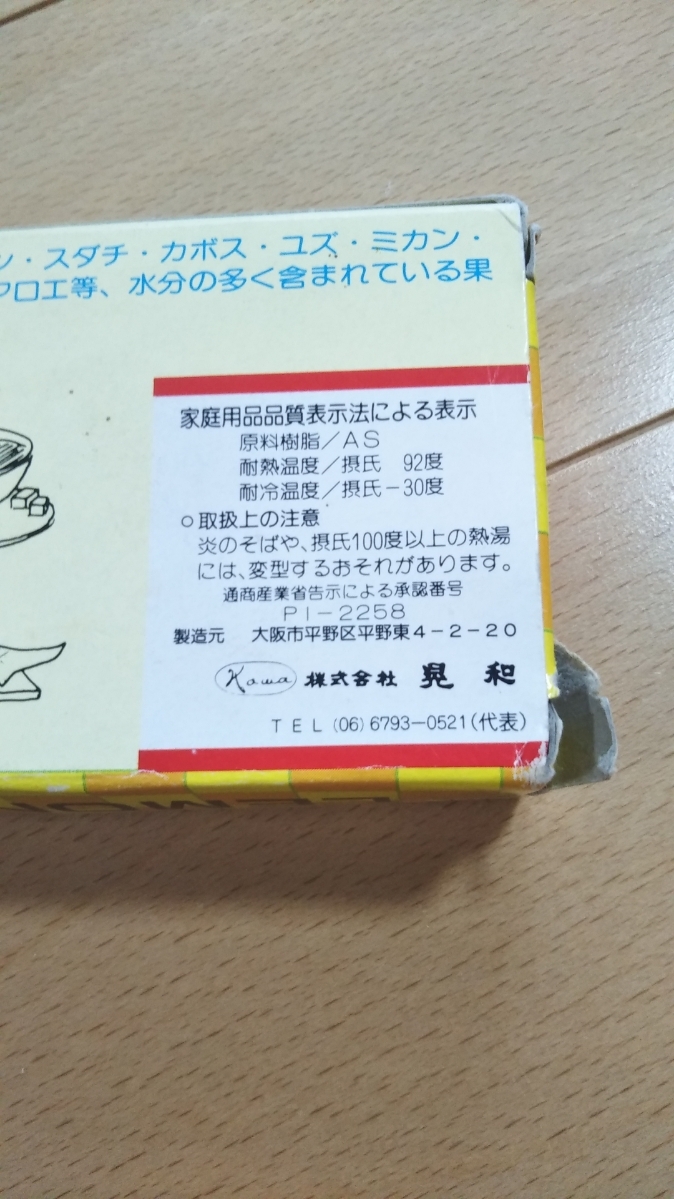 ン・スダチ・カボス・ユズ・ミカン・
アロエ等、水分の多く含まれている果
家庭用品品質表示法による表示
原料樹脂/AS
耐熱温度/摂氏 92度
耐冷温度/摂氏-30度
○取扱上の注意
炎のそばや、摂氏100度以上の熱湯
には、変型するおそれがあります。
通商産業省告示による承認番号
PI-2258
製造元 大阪市平野区平野東4-2-20
Kowa 株式会社 晃和
TEL (06) 6793-0521 (代表)